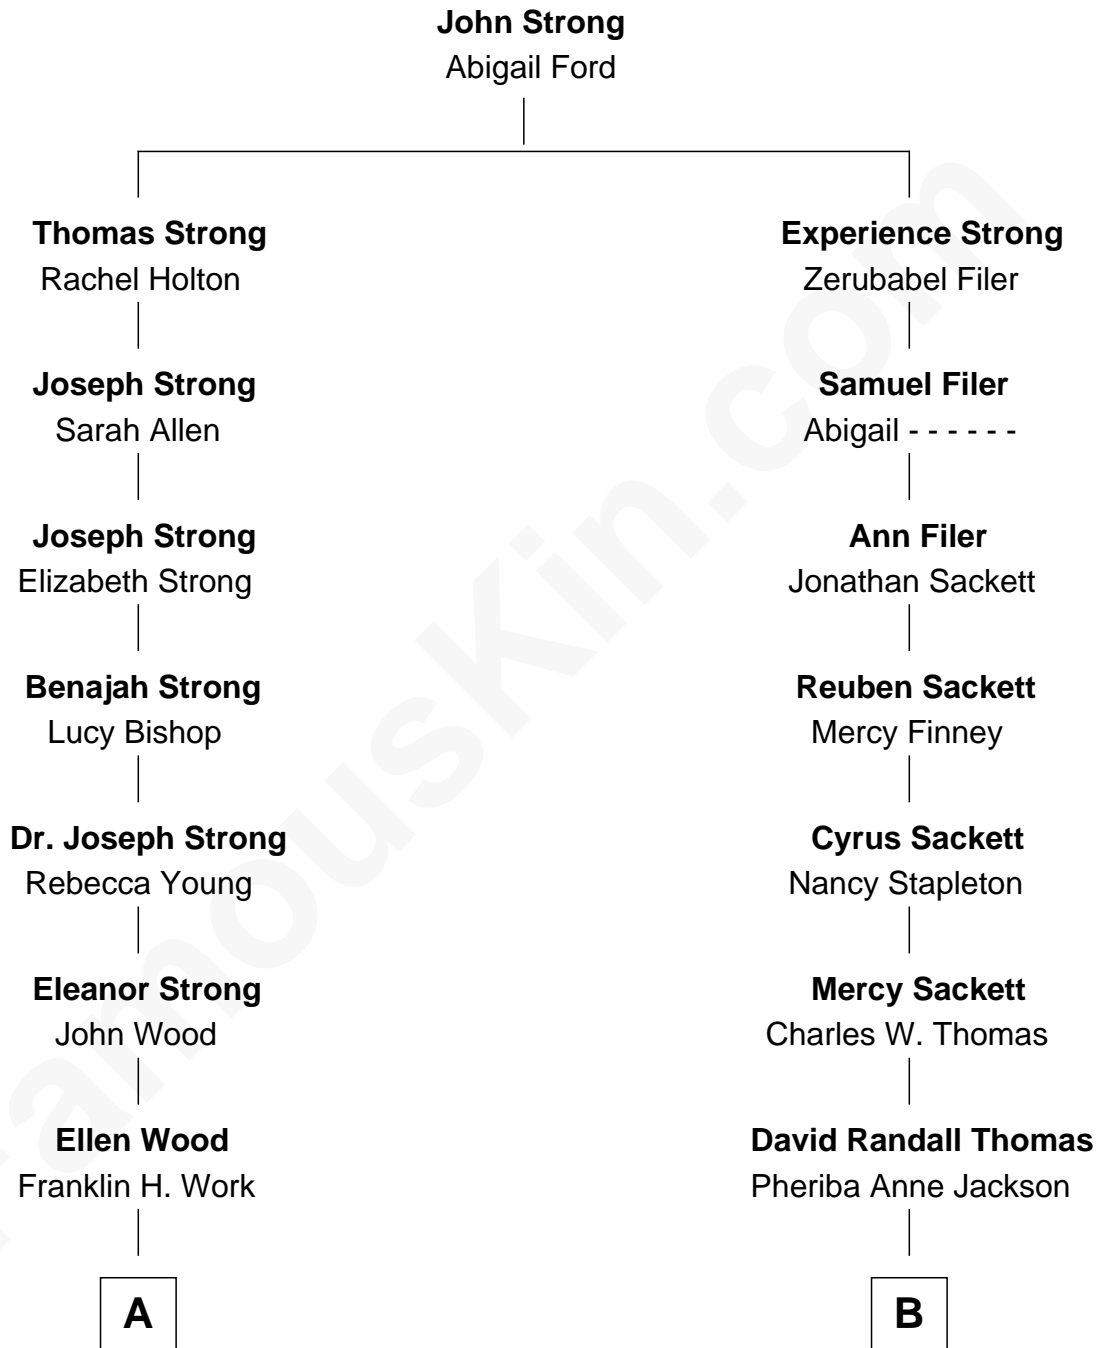 John Strong
Abigail Ford
Thomas Strong
Rachel Holton
Joseph Strong
Sarah Allen
Joseph Strong
Elizabeth Strong
Benajah Strong
Lucy Bishop
Dr. Joseph Strong
Rebecca Young
Eleanor Strong
John Wood
Ellen Wood
Franklin H. Work
A
Experience Strong
Zerubabel Filer
Samuel Filer
Abigail - - - - - -
Ann Filer
Jonathan Sackett
Reuben Sackett
Mercy Finney
Cyrus Sackett
Nancy Stapleton
Mercy Sackett
Charles W. Thomas
David Randall Thomas
Pheriba Anne Jackson
B
FamousKin.com